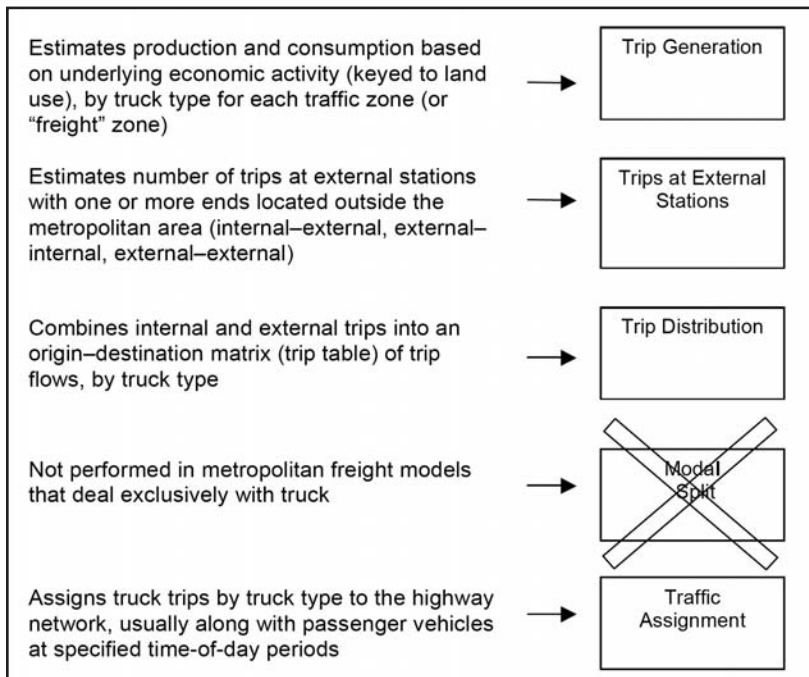 Estimates production and consumption based
on underlying economic activity (keyed to land
use), by truck type for each traffic zone (or
“freight” zone)
Trip Generation
Estimates number of trips at external stations
with one or more ends located outside the
metropolitan area (internal–external, external–
internal, external–external)
Trips at External
Stations
Combines internal and external trips into an
origin–destination matrix (trip table) of trip
flows, by truck type
Trip Distribution
Not performed in metropolitan freight models
that deal exclusively with truck
Modal
Split
Assigns truck trips by truck type to the highway
network, usually along with passenger vehicles
at specified time-of-day periods
Traffic
Assignment